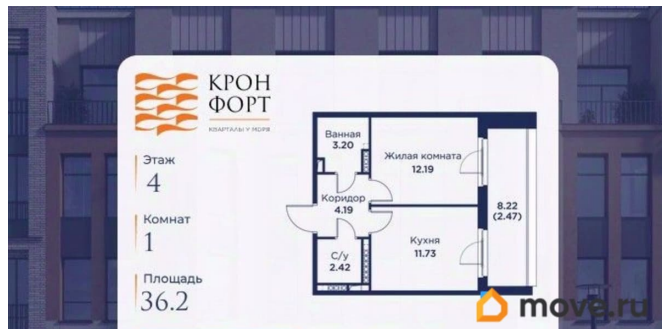 КРОН
ФОРТ
КВАРТАЛЫ У МОРЯ
Этаж
4
Комнат
1
Площадь
36.2
Ванная
3.20
Жилая комната
12.19
Коридор
4.19
8.22
(2.47)
Кухня
11.73
С/у
2.42
move.ru